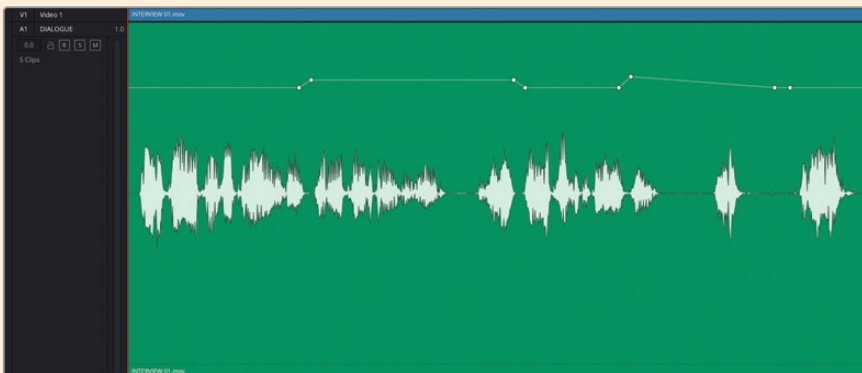 V1 Video 1
INTERVIEW 01.mov
A1 DIALOGUE 1.0
0.0 R S M
5 Clips
INTERVIEW 01.mov